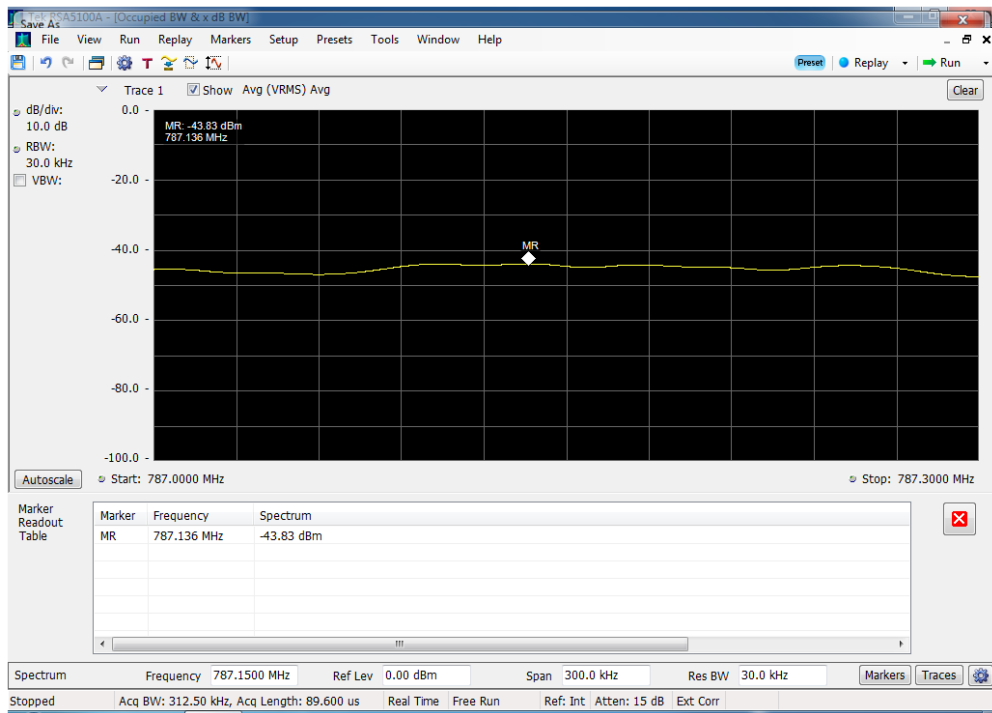 Tek RSA5100A - [Occupied BW & x dB BW]
Save As
File View Run Replay Markers Setup Presets Tools Window Help
T Preset Replay Run
Trace 1 Show Avg (VRMS) Avg Clear
dB/div:
10.0 dB
RBW:
30.0 kHz
VBW:
0.0 -
MR: -43.83 dBm
787.136 MHz
-20.0 -
-40.0 -
MR
-60.0 -
-80.0 -
-100.0 -
Autoscale Start: 787.0000 MHz Stop: 787.3000 MHz
Marker
Readout
Table
Marker Frequency Spectrum
MR 787.136 MHz -43.83 dBm
Spectrum Frequency 787.1500 MHz Ref Lev 0.00 dBm Span 300.0 kHz Res BW 30.0 kHz Markers Traces
Stopped Acq BW: 312.50 kHz, Acq Length: 89.600 us Real Time Free Run Ref: Int Atten: 15 dB Ext Corr